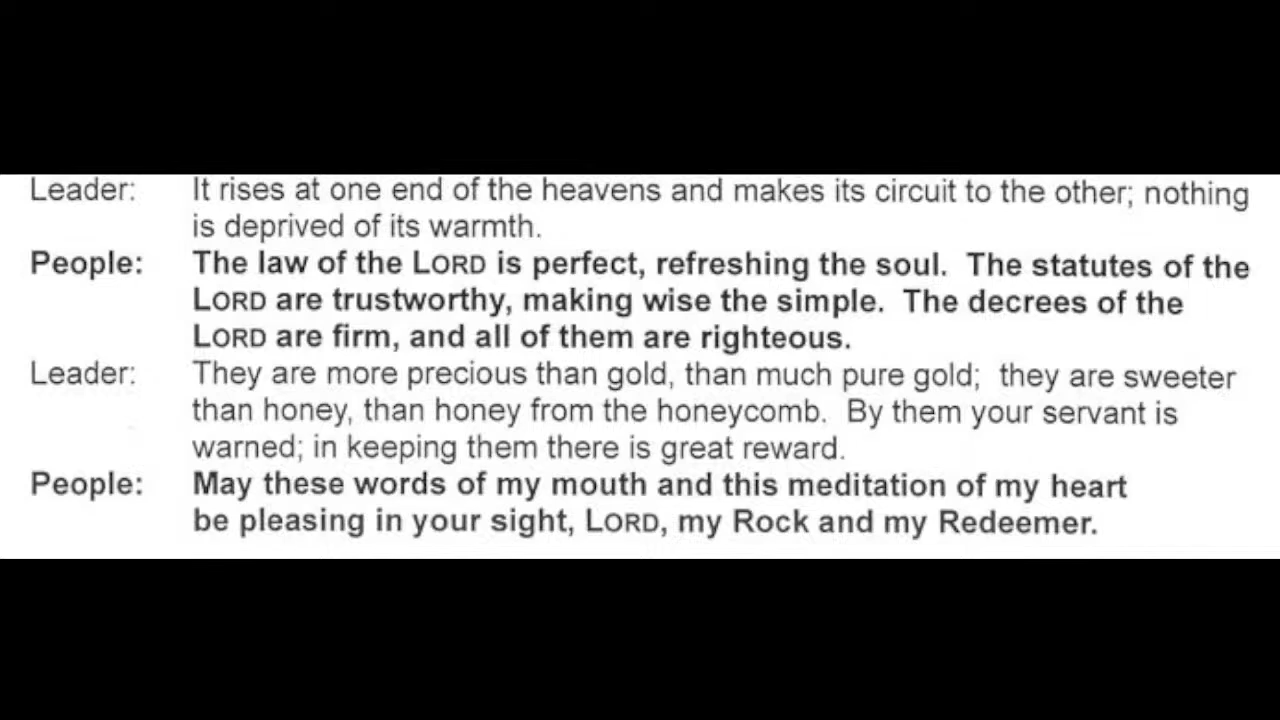 Leader: It rises at one end of the heavens and makes its circuit to the other; nothing
is deprived of its warmth.
People: The law of the LORD is perfect, refreshing the soul. The statutes of the
LORD are trustworthy, making wise the simple. The decrees of the
LORD are firm, and all of them are righteous.
Leader: They are more precious than gold, than much pure gold; they are sweeter
than honey, than honey from the honeycomb. By them your servant is
warned; in keeping them there is great reward.
People: May these words of my mouth and this meditation of my heart
be pleasing in your sight, LORD, my Rock and my Redeemer.